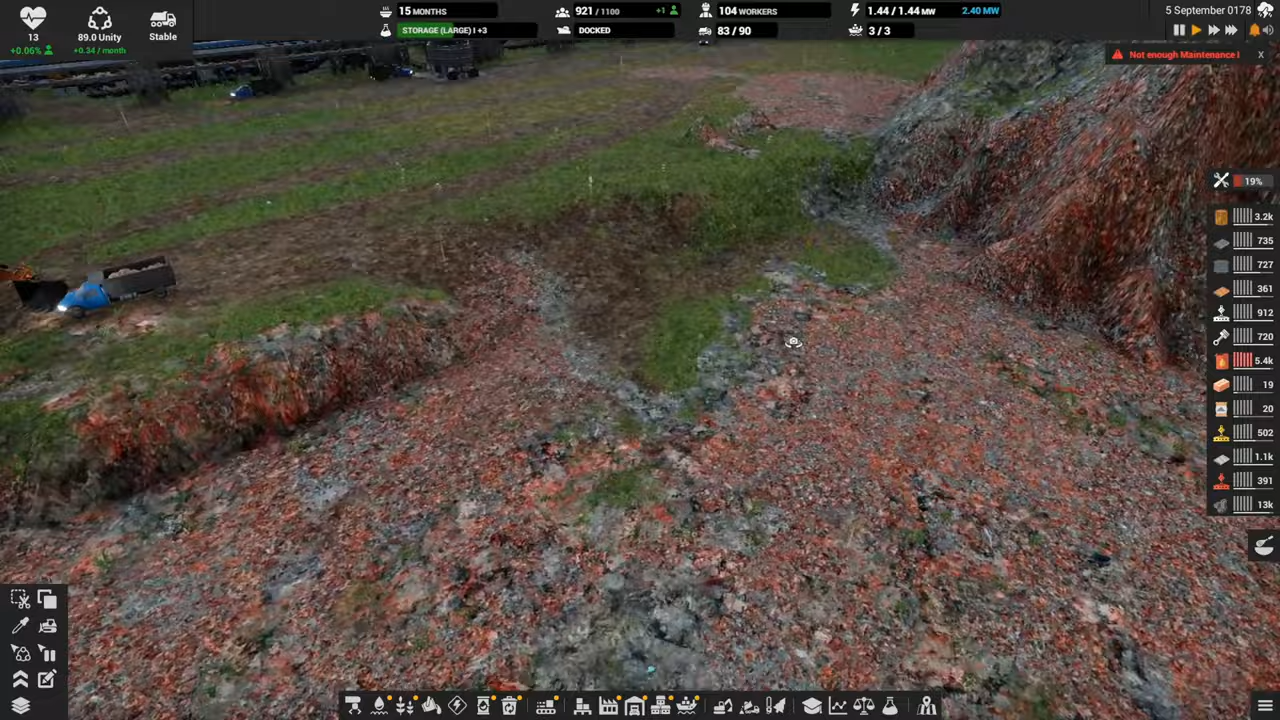 13
+0.06%
89.0 Unity
+0.34 / month
Stable
15 MONTHS
STORAGE (LARGE) I +3
921 / 1100 +1
DOCKED
104 WORKERS
83 / 90
1.44 / 1.44 MW 2.40 MW
3 / 3
5 September 0178
Not enough Maintenance I X
19%
3.2k
735
727
361
912
720
5.4k
19
20
502
1.1k
391
13k